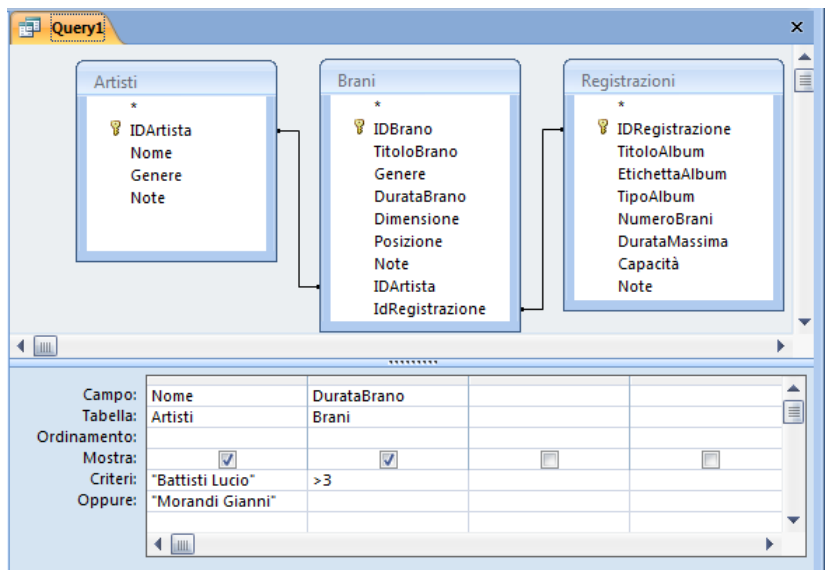 Query1
Artisti
*
IDArtista
Nome
Genere
Note
Brani
*
IDBrano
TitoloBrano
Genere
DurataBrano
Dimensione
Posizione
Note
IDArtista
IdRegistrazione
Registrazioni
*
IDRegistrazione
TitoloAlbum
EtichettaAlbum
TipoAlbum
NumeroBrani
DurataMassima
Capacità
Note
Campo: Nome DurataBrano
Tabella: Artisti Brani
Ordinamento:
Mostra:
Criteri: "Battisti Lucio" >3
Oppure: "Morandi Gianni"